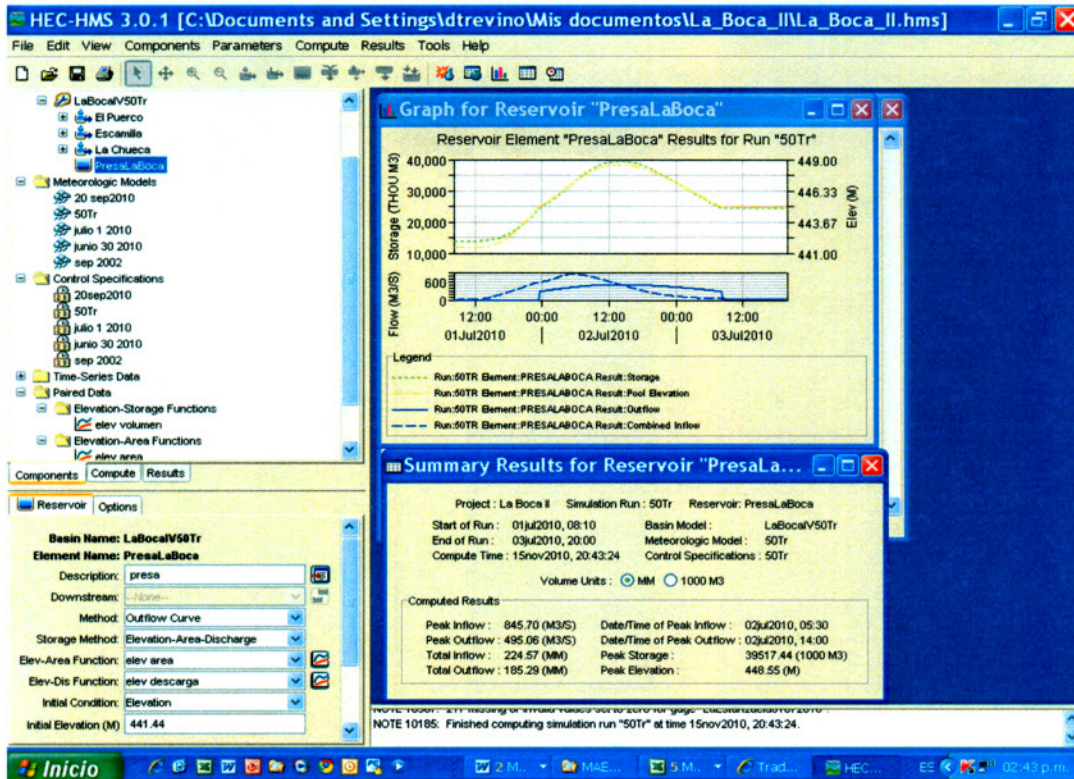 HEC-HMS 3.0.1 [C:\Documents and Settings\dtrevino\Mis documentos\La_Boca_II\La_Boca_II.hms]
File Edit View Components Parameters Compute Results Tools Help
LaBocaIV50Tr
El Puerco
Escamilla
La Chueca
PresaLaBoca
Meteorologic Models
20 sep2010
50Tr
julio 1 2010
junio 30 2010
sep 2002
Control Specifications
20sep2010
50Tr
julio 1 2010
junio 30 2010
sep 2002
Time-Series Data
Paired Data
Elevation-Storage Functions
elev volumen
Elevation-Area Functions
elev area
Components Compute Results
Reservoir Options
Basin Name: LaBocaIV50Tr
Element Name: PresaLaBoca
Description: presa
Downstream: --None--
Method: Outflow Curve
Storage Method: Elevation-Area-Discharge
Elev-Area Function: elev area
Elev-Dis Function: elev descarga
Initial Condition: Elevation
Initial Elevation (M) 441.44
Graph for Reservoir "PresaLaBoca"
Reservoir Element "PresaLaBoca" Results for Run "50Tr"
Storage (THOU M3)
40,000
30,000
20,000
10,000
449.00
446.33
443.67
441.00
Elev (M)
Flow (M3/S)
600
0
12:00 00:00 12:00 00:00 12:00
01Jul2010 02Jul2010 03Jul2010
Legend
Run:50TR Element:PRESALABOCA Result:Storage
Run:50TR Element:PRESALABOCA Result:Pool Elevation
Run:50TR Element:PRESALABOCA Result:Outflow
Run:50TR Element:PRESALABOCA Result:Combined Inflow
Summary Results for Reservoir "PresaLa...
Project : La Boca II Simulation Run : 50Tr Reservoir: PresaLaBoca
Start of Run : 01jul2010, 08:10 Basin Model : LaBocaIV50Tr
End of Run : 03jul2010, 20:00 Meteorologic Model : 50Tr
Compute Time : 15nov2010, 20:43:24 Control Specifications : 50Tr
Volume Units : MM 1000 M3
Computed Results
Peak Inflow : 845.70 (M3/S) Date/Time of Peak Inflow : 02jul2010, 05:30
Peak Outflow : 495.06 (M3/S) Date/Time of Peak Outflow : 02jul2010, 14:00
Total Inflow : 224.57 (MM) Peak Storage : 39517.44 (1000 M3)
Total Outflow : 185.29 (MM) Peak Elevation : 448.55 (M)
NOTE 10185: Finished computing simulation run "50Tr" at time 15nov2010, 20:43:24.
Inicio 2 M... MAE... 5 M... Trad... HEC... ES 02:43 p.m.